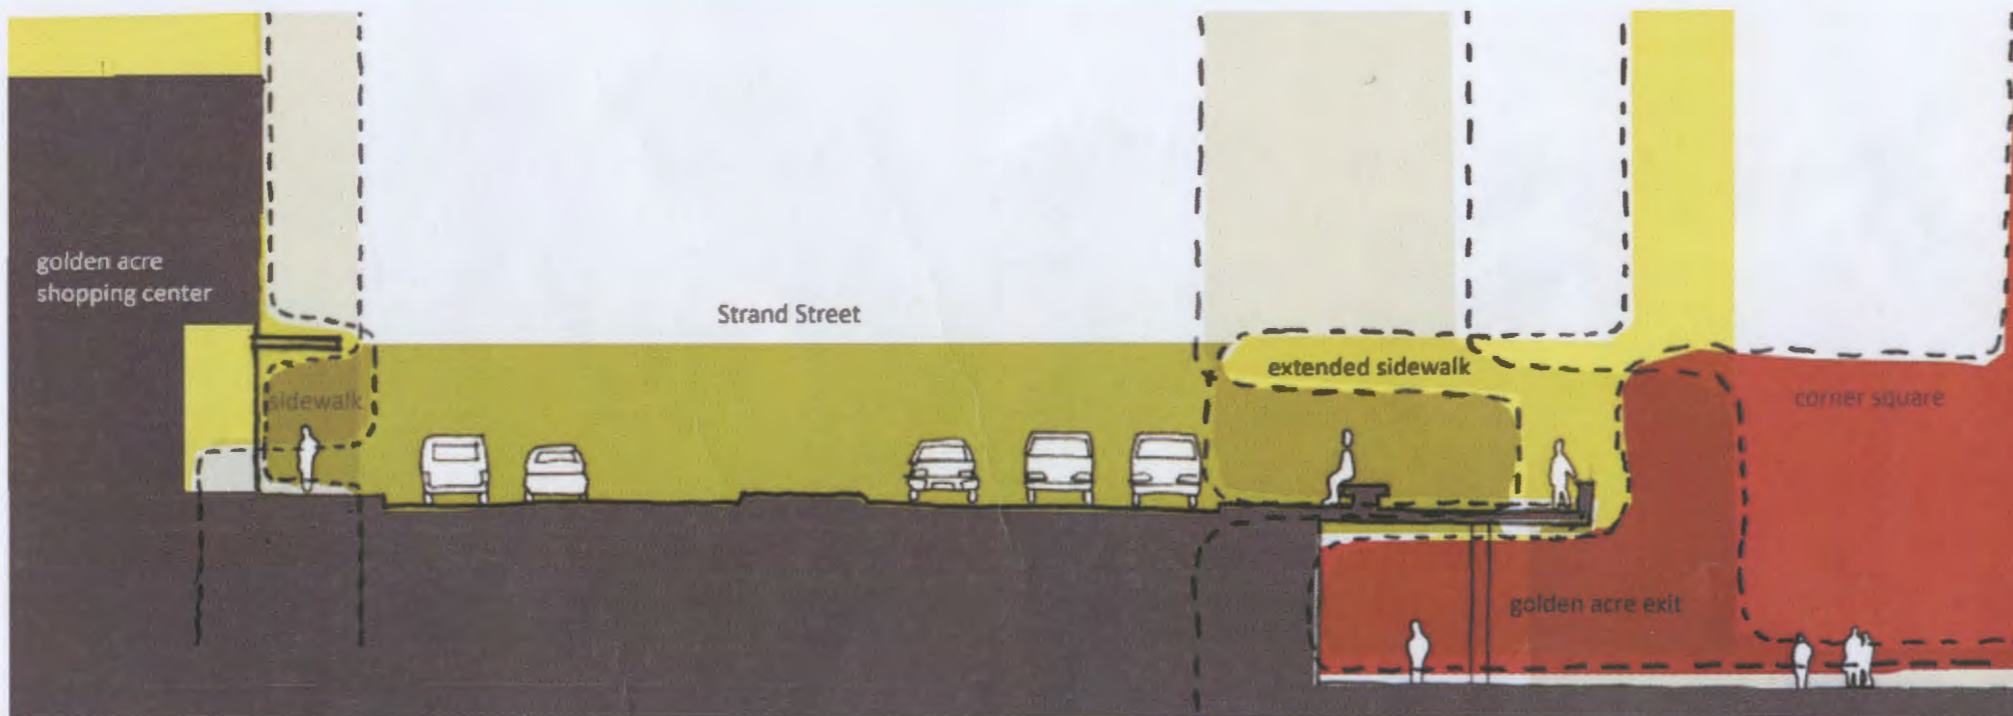 golden acre
shopping center
Strand Street
sidewalk
extended sidewalk
corner square
golden acre exit